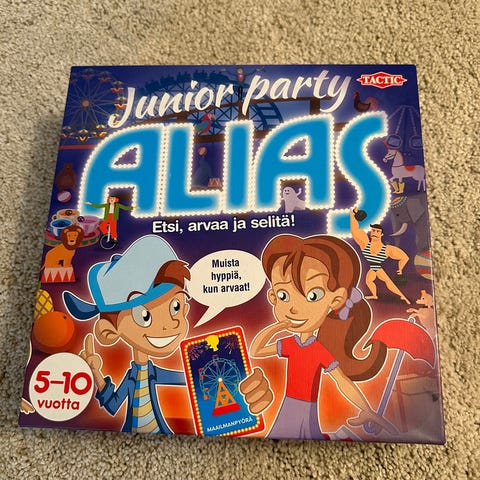 Junior party
TACTIC
ALIAS
Etsi, arvaa ja selitä!
Muista
hyppiä,
kun arvaat!
5–10
vuotta
MAAILMANPYÖRÄ